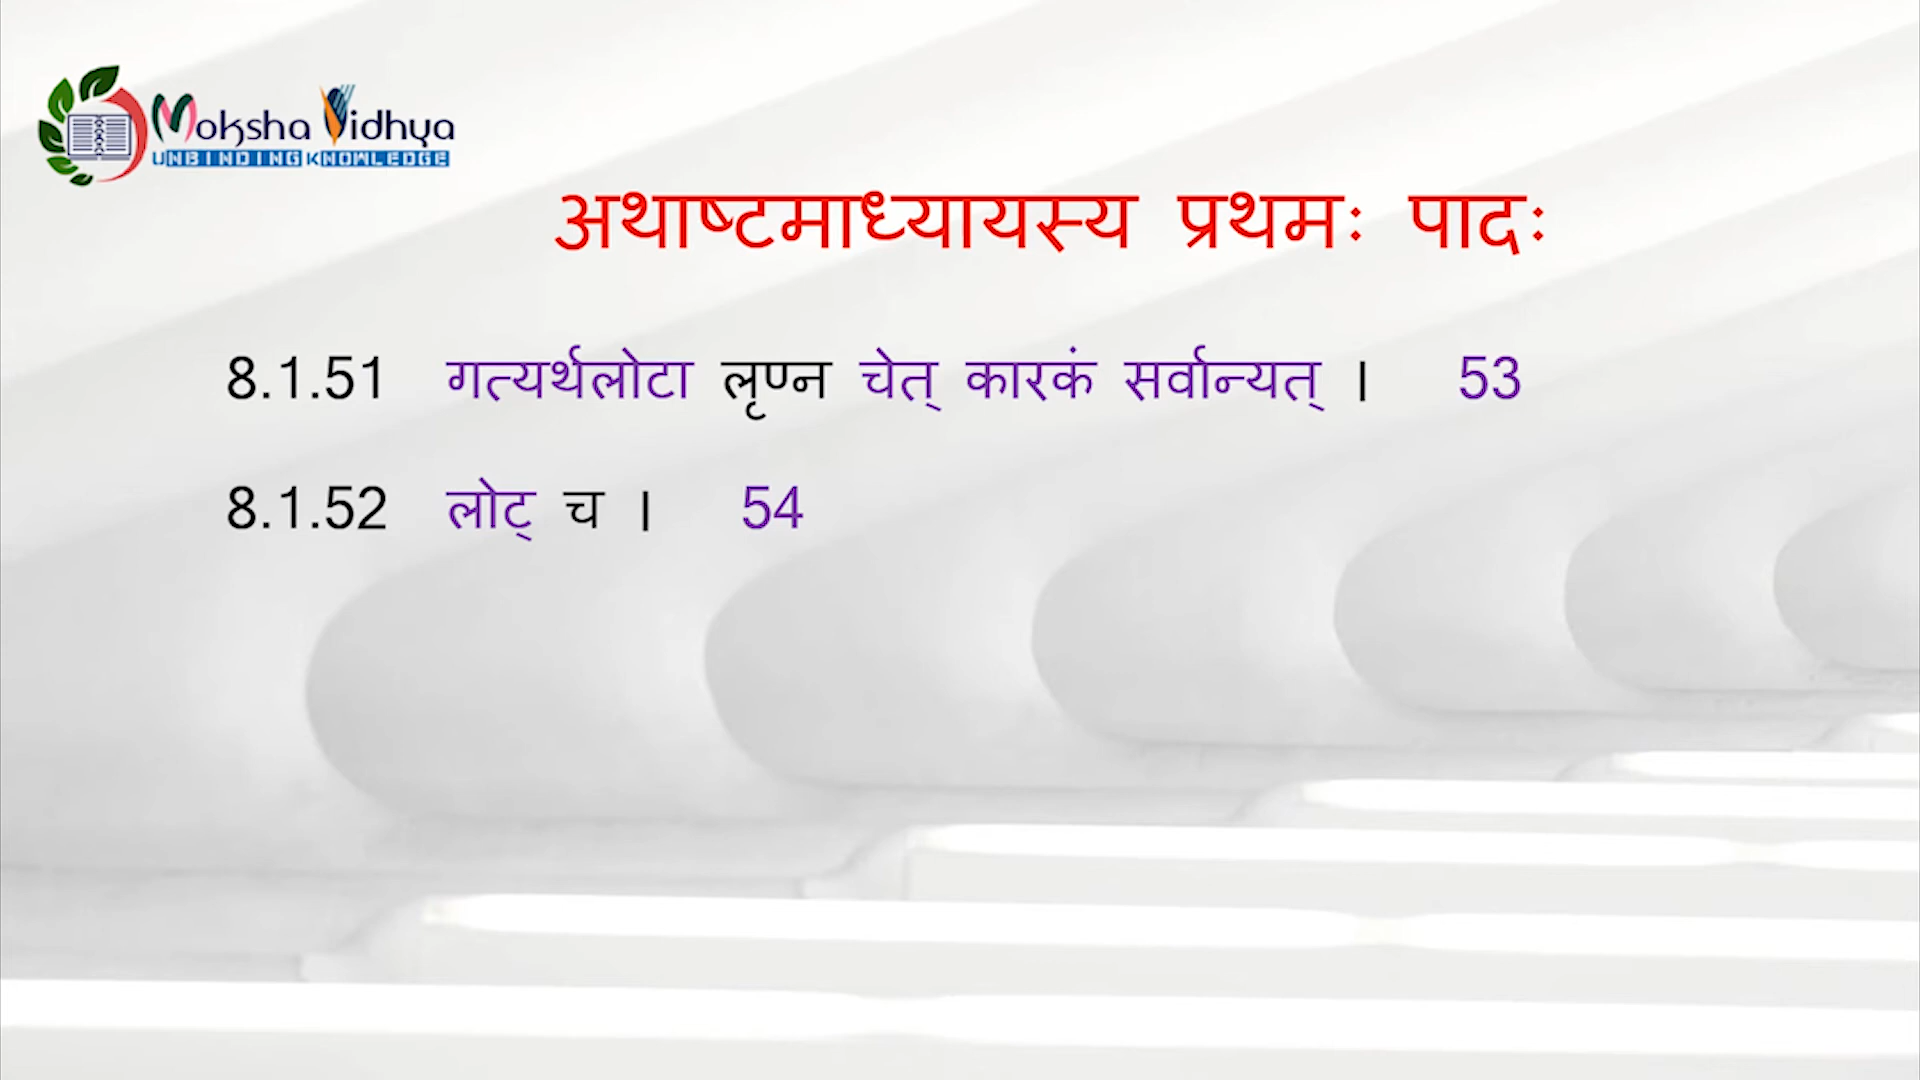 Moksha Vidhya
UNBINDING KNOWLEDGE
अथाष्टमाध्यायस्य प्रथमः पादः
8.1.51 गत्यर्थलोटा लृण्न चेत् कारकं सर्वान्यत् । 53
8.1.52 लोट् च । 54